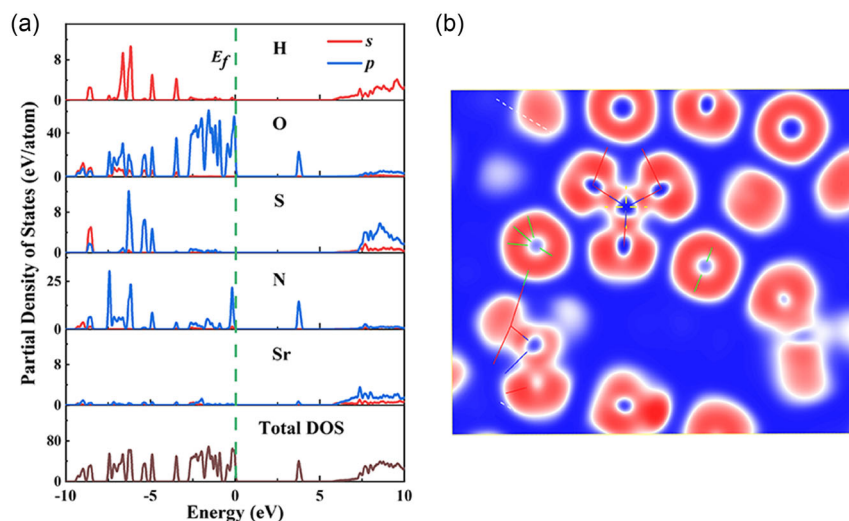 (a)
(b)
Partial Density of States (eV/atom)
E_f
H
s
p
8
0
O
40
0
S
8
0
N
25
0
Sr
8
0
Total DOS
80
0
-10
-5
0
5
10
Energy (eV)